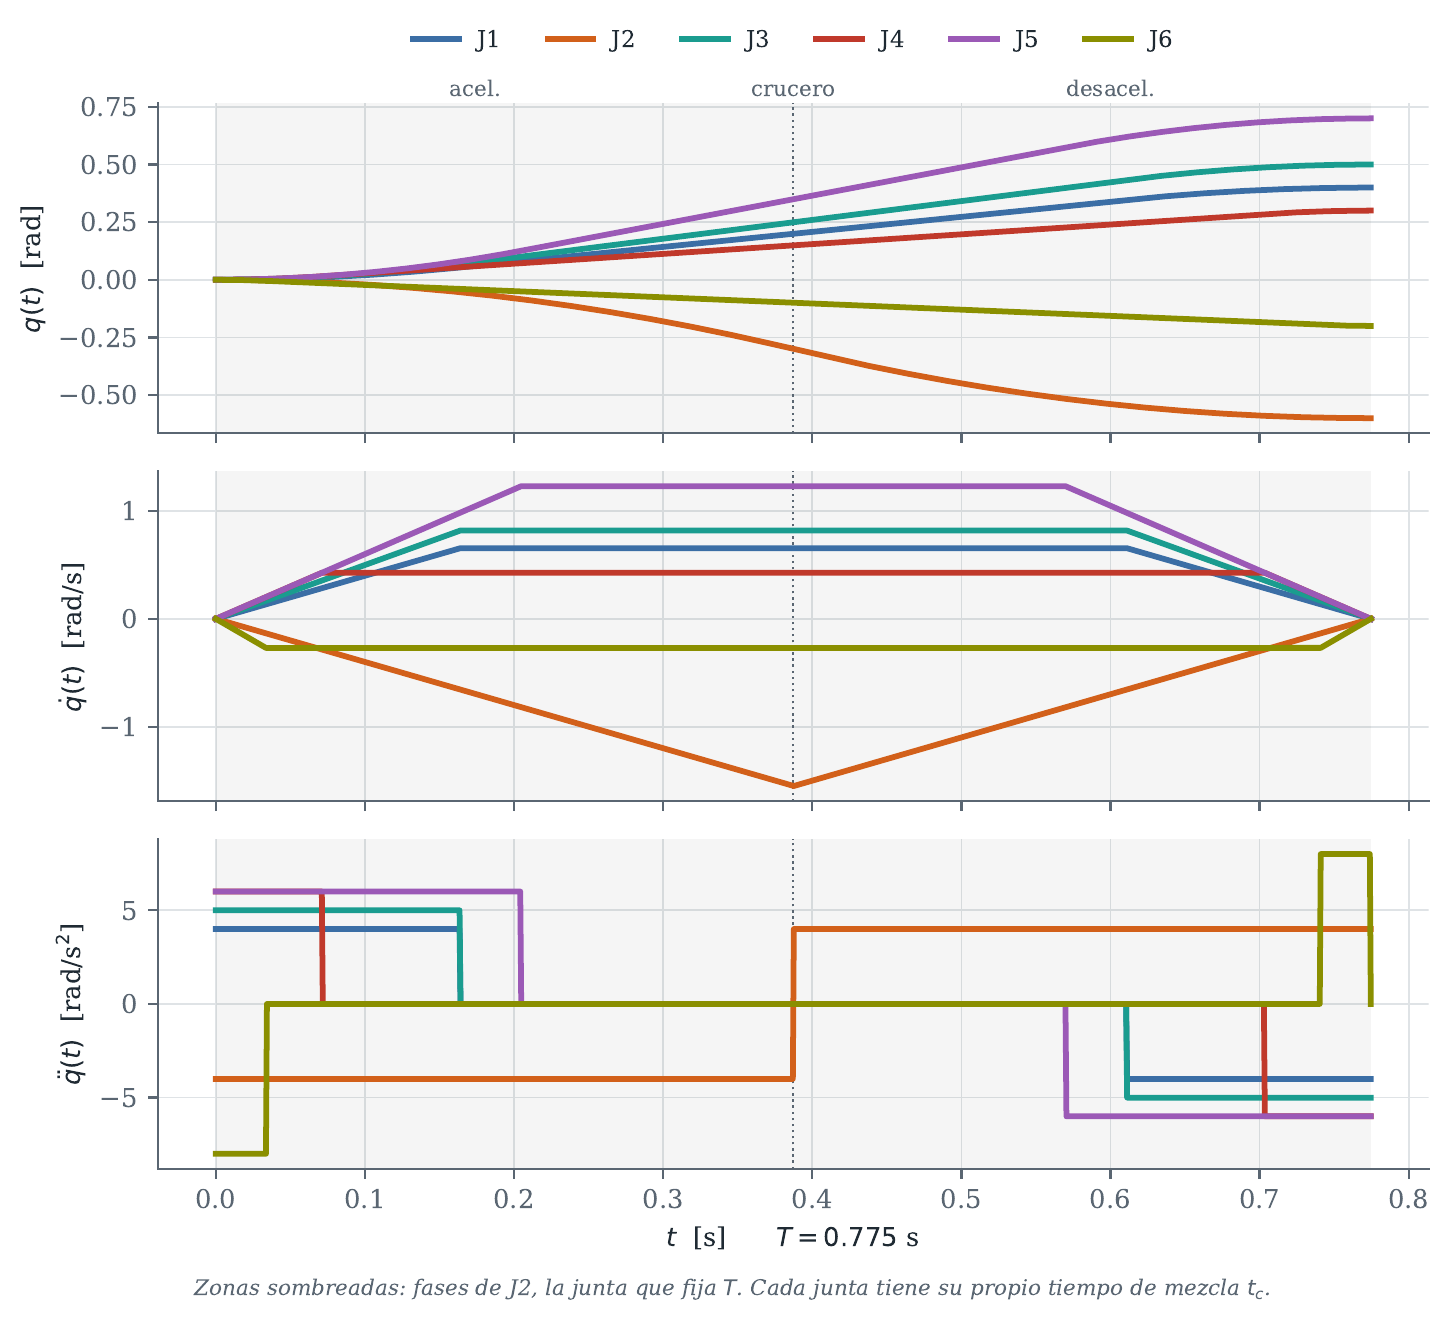 J1 J2 J3 J4 J5 J6
acel. crucero desacel.
0.75
0.50
0.25
0.00
−0.25
−0.50
q(t) [rad]
1
0
−1
q̇(t) [rad/s]
5
0
−5
q̈(t) [rad/s²]
0.0 0.1 0.2 0.3 0.4 0.5 0.6 0.7 0.8
t [s] T = 0.775 s
Zonas sombreadas: fases de J2, la junta que fija T. Cada junta tiene su propio tiempo de mezcla t_c.